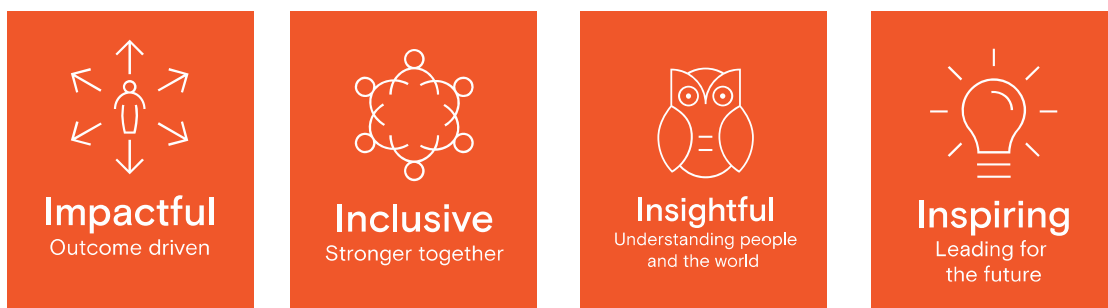 Impactful
Outcome driven
Inclusive
Stronger together
Insightful
Understanding people
and the world
Inspiring
Leading for
the future